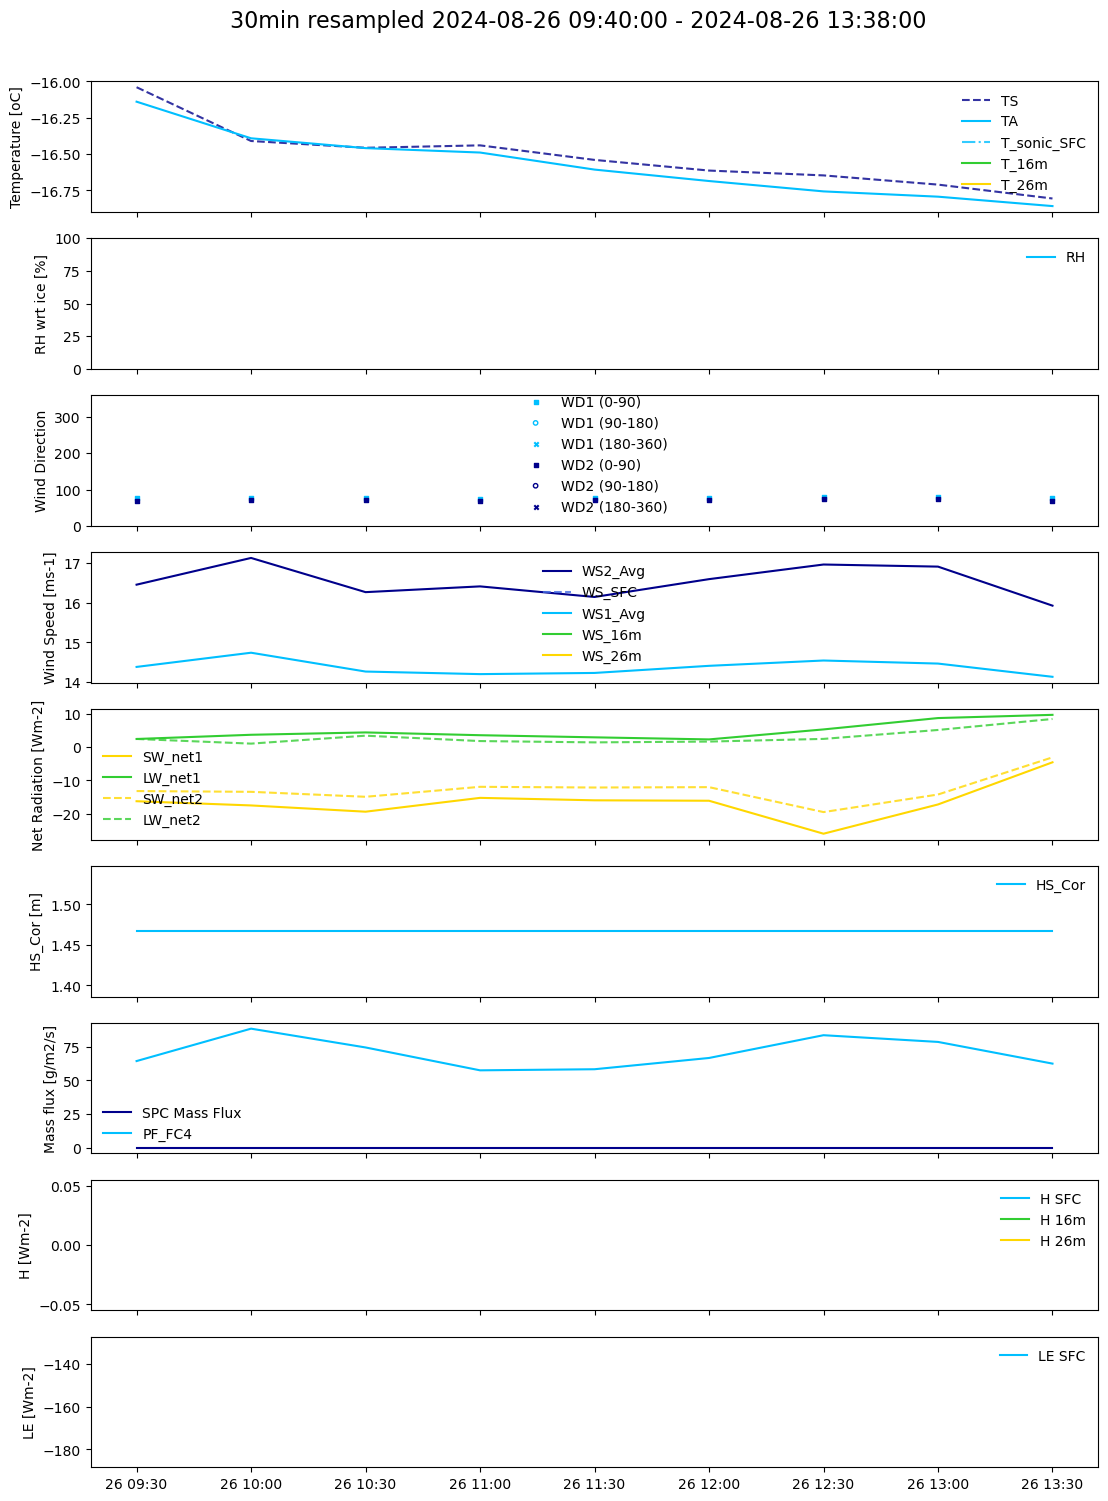 30min resampled 2024-08-26 09:40:00 - 2024-08-26 13:38:00
Temperature [oC]
−16.00
−16.25
−16.50
−16.75
TS
TA
T_sonic_SFC
T_16m
T_26m
RH wrt ice [%]
100
75
50
25
0
RH
Wind Direction
300
200
100
0
WD1 (0-90)
WD1 (90-180)
WD1 (180-360)
WD2 (0-90)
WD2 (90-180)
WD2 (180-360)
Wind Speed [ms-1]
17
16
15
14
WS2_Avg
WS_SFC
WS1_Avg
WS_16m
WS_26m
Net Radiation [Wm-2]
10
0
−10
−20
SW_net1
LW_net1
SW_net2
LW_net2
HS_Cor [m]
1.50
1.45
1.40
HS_Cor
Mass flux [g/m2/s]
75
50
25
0
SPC Mass Flux
PF_FC4
H [Wm-2]
0.05
0.00
−0.05
H SFC
H 16m
H 26m
LE [Wm-2]
−140
−160
−180
LE SFC
26 09:30
26 10:00
26 10:30
26 11:00
26 11:30
26 12:00
26 12:30
26 13:00
26 13:30